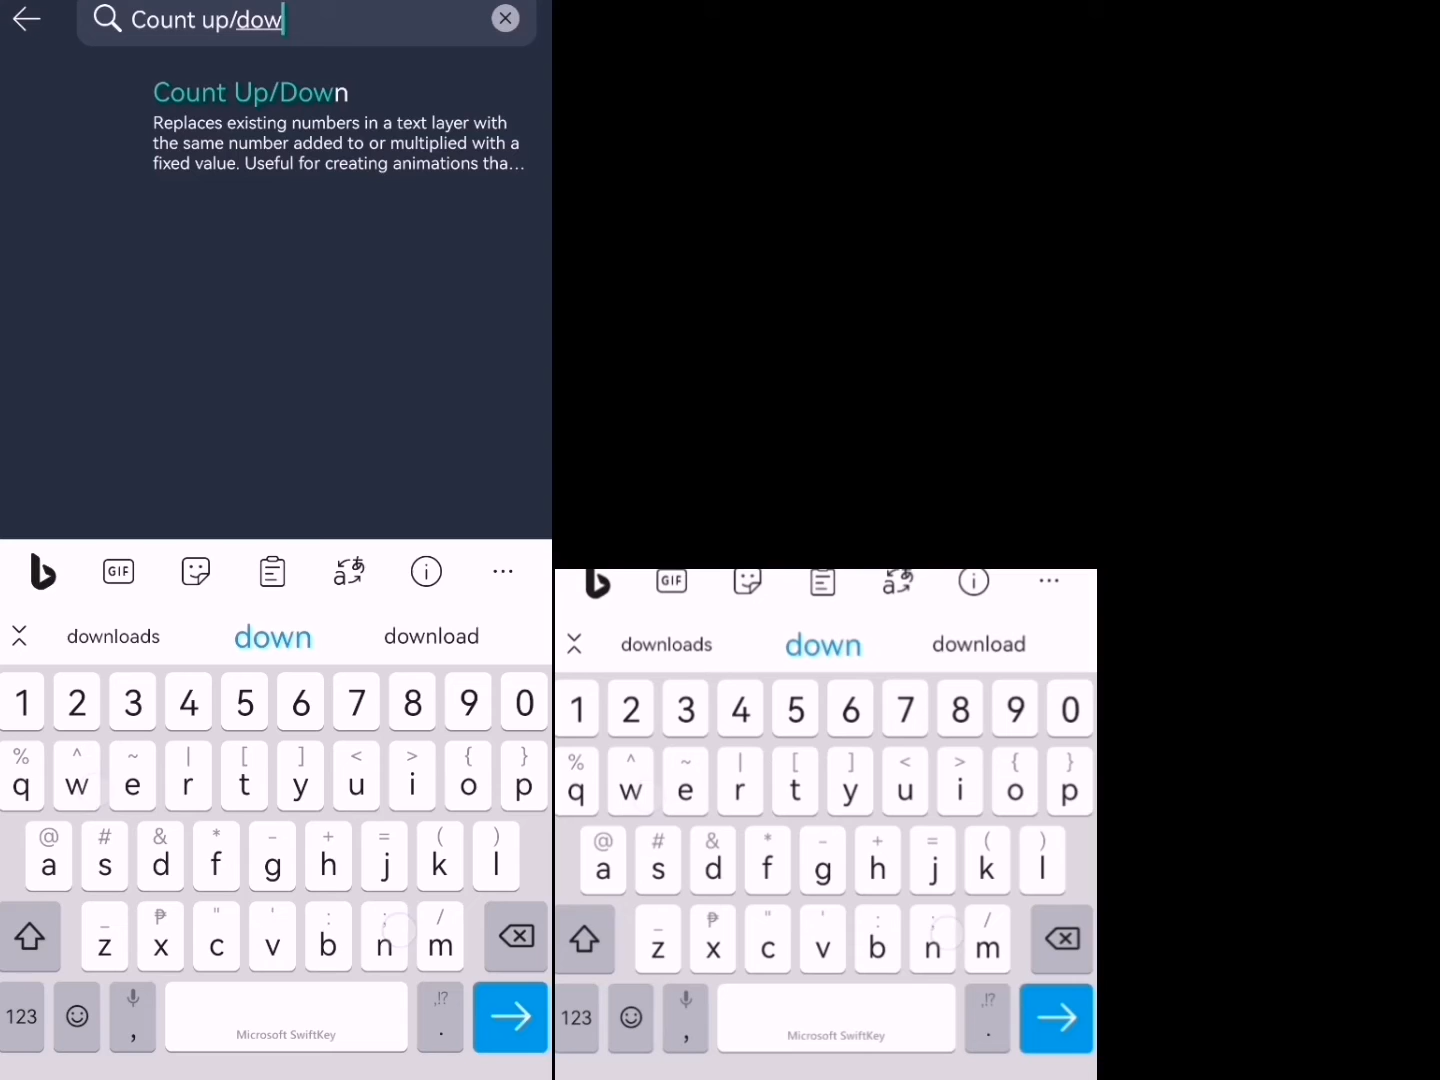 Count up/dow
Count Up/Down
Replaces existing numbers in a text layer with
the same number added to or multiplied with a
fixed value. Useful for creating animations tha...
GIF
downloads down download
1 2 3 4 5 6 7 8 9 0
% ^ ~ | [ ] < > { }
q w e r t y u i o p
@ # & * - + = ( )
a s d f g h j k l
_ ₱ " ' : ; /
z x c v b n m
,!?
123 , Microsoft SwiftKey .
GIF
downloads down download
1 2 3 4 5 6 7 8 9 0
% ^ ~ | [ ] < > { }
q w e r t y u i o p
@ # & * - + = ( )
a s d f g h j k l
_ ₱ " ' : ; /
z x c v b n m
,!?
123 , Microsoft SwiftKey .